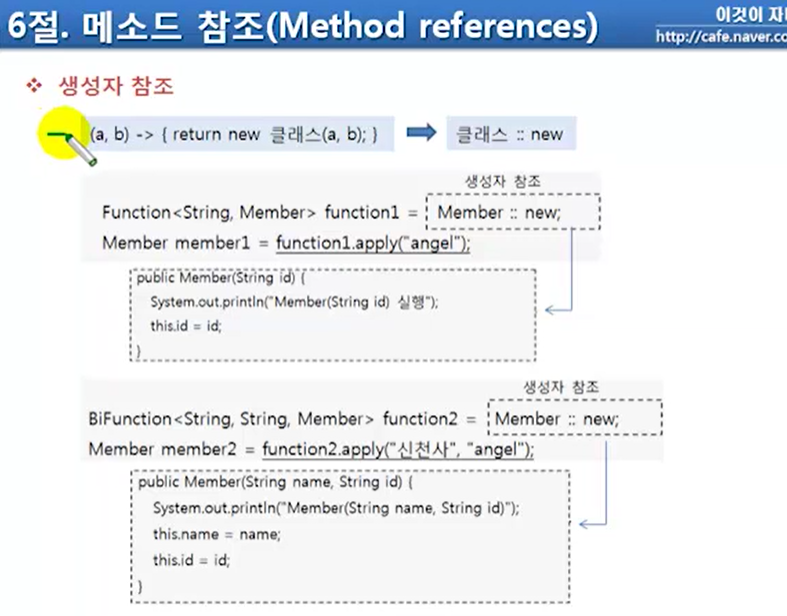 6절. 메소드 참조(Method references)
이것이
http://cafe.naver.co
❖ 생성자 참조
(a, b) -> { return new 클래스(a, b); }
클래스 :: new
생성자 참조
Function<String, Member> function1 = Member :: new;
Member member1 = function1.apply("angel");
public Member(String id) {
System.out.println("Member(String id) 실행");
this.id = id;
}
생성자 참조
BiFunction<String, String, Member> function2 = Member :: new;
Member member2 = function2.apply("신천사", "angel");
public Member(String name, String id) {
System.out.println("Member(String name, String id)");
this.name = name;
this.id = id;
}